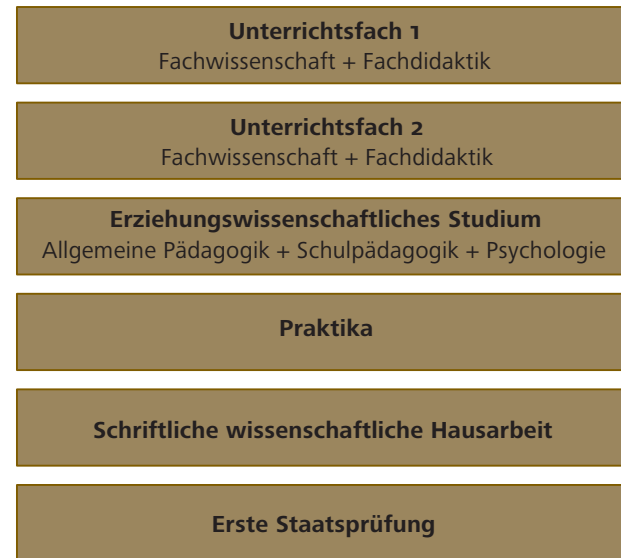 Unterrichtsfach 1
Fachwissenschaft + Fachdidaktik
Unterrichtsfach 2
Fachwissenschaft + Fachdidaktik
Erziehungswissenschaftliches Studium
Allgemeine Pädagogik + Schulpädagogik + Psychologie
Praktika
Schriftliche wissenschaftliche Hausarbeit
Erste Staatsprüfung